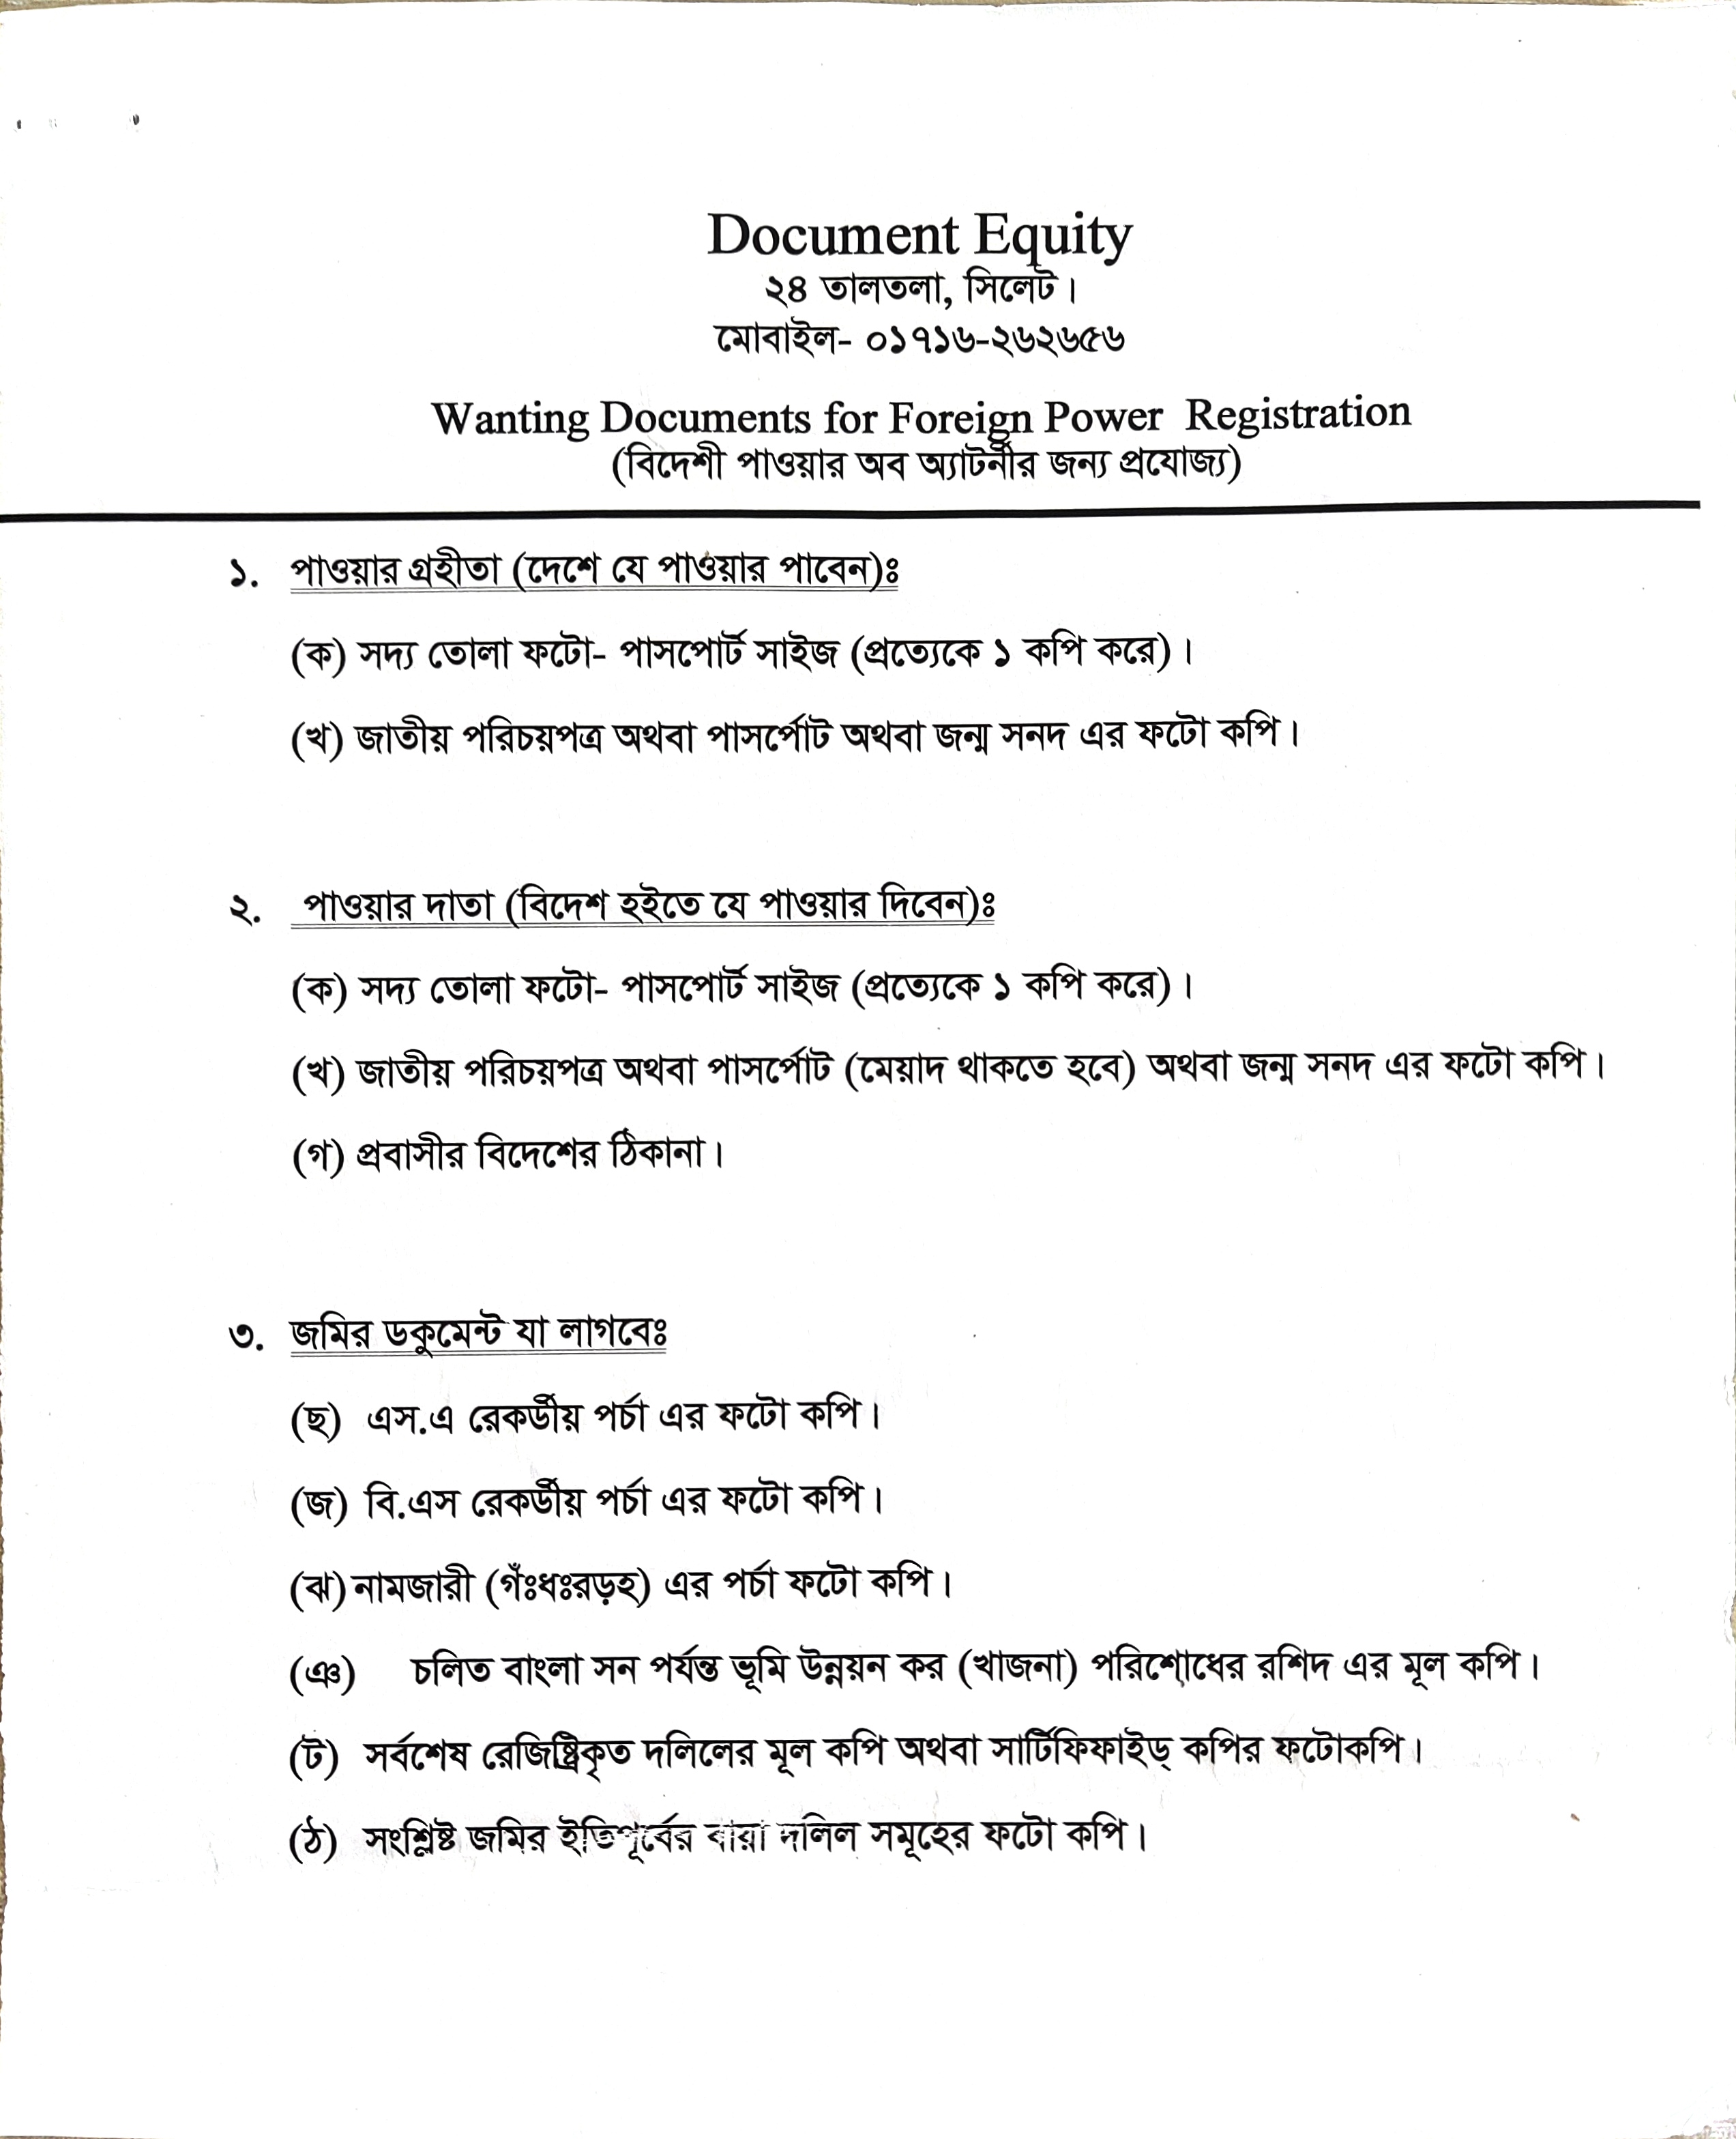 Document Equity
২৪ তালতলা, সিলেট।
মোবাইল- ০১৭১৬-২৬২৬৫৬
Wanting Documents for Foreign Power Registration
(বিদেশী পাওয়ার অব অ্যাটর্নীর জন্য প্রযোজ্য)
১. পাওয়ার গ্রহীতা (দেশে যে পাওয়ার পাবেন)ঃ
(ক) সদ্য তোলা ফটো- পাসপোর্ট সাইজ (প্রত্যেকে ১ কপি করে)।
(খ) জাতীয় পরিচয়পত্র অথবা পাসর্পোট অথবা জন্ম সনদ এর ফটো কপি।
২. পাওয়ার দাতা (বিদেশ হইতে যে পাওয়ার দিবেন)ঃ
(ক) সদ্য তোলা ফটো- পাসপোর্ট সাইজ (প্রত্যেকে ১ কপি করে)।
(খ) জাতীয় পরিচয়পত্র অথবা পাসর্পোট (মেয়াদ থাকতে হবে) অথবা জন্ম সনদ এর ফটো কপি।
(গ) প্রবাসীর বিদেশের ঠিকানা।
৩. জমির ডকুমেন্ট যা লাগবেঃ
(ছ) এস.এ রেকর্ডীয় পর্চা এর ফটো কপি।
(জ) বি.এস রেকর্ডীয় পর্চা এর ফটো কপি।
(ঝ) নামজারী (গঁঃধঃরড়হ) এর পর্চা ফটো কপি।
(ঞ) চলিত বাংলা সন পর্যন্ত ভূমি উন্নয়ন কর (খাজনা) পরিশোধের রশিদ এর মূল কপি।
(ট) সর্বশেষ রেজিষ্ট্রিকৃত দলিলের মূল কপি অথবা সার্টিফিফাইড্ কপির ফটোকপি।
(ঠ) সংশ্লিষ্ট জমির ইতিপূর্বের বায়া দলিল সমূহের ফটো কপি।